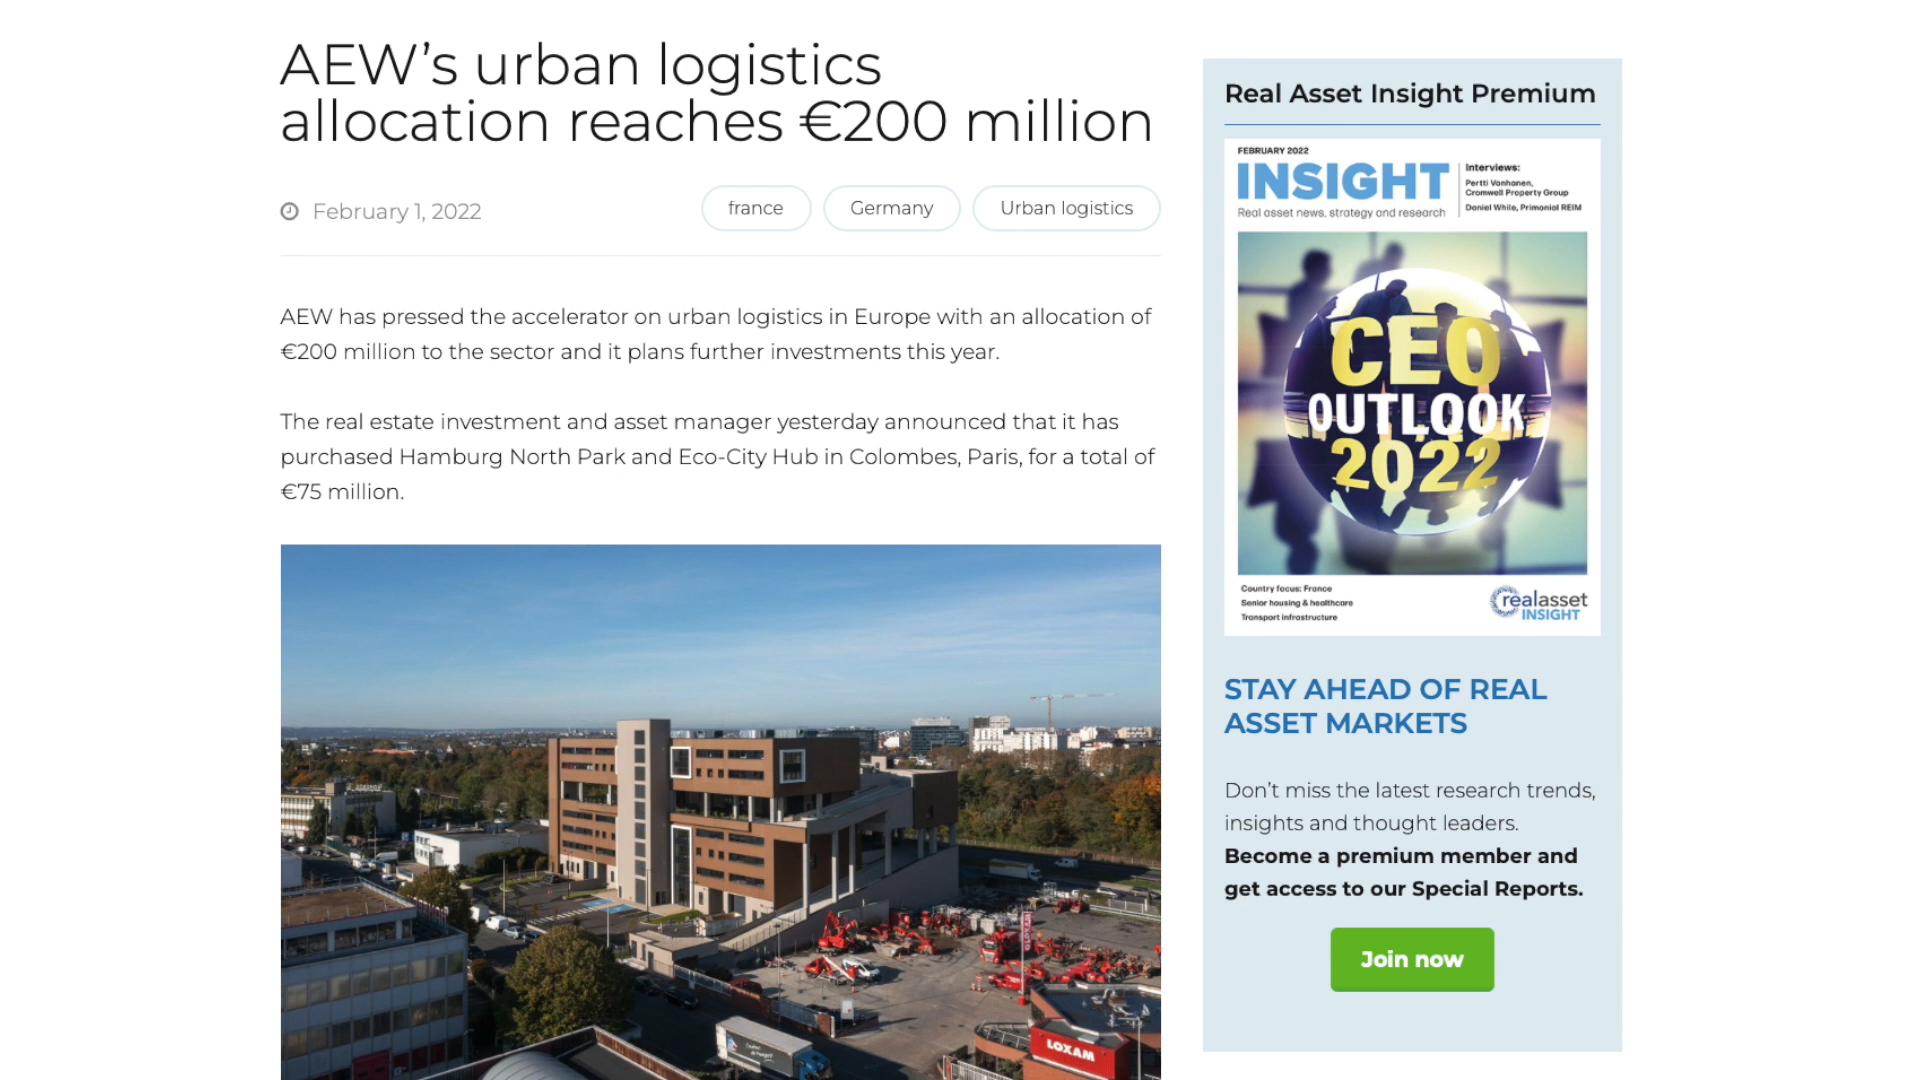 AEW’s urban logistics
allocation reaches €200 million
February 1, 2022
france
Germany
Urban logistics
AEW has pressed the accelerator on urban logistics in Europe with an allocation of
€200 million to the sector and it plans further investments this year.
The real estate investment and asset manager yesterday announced that it has
purchased Hamburg North Park and Eco-City Hub in Colombes, Paris, for a total of
€75 million.
LOXAM
LOXAM
Real Asset Insight Premium
FEBRUARY 2022
INSIGHT
Real asset news, strategy and research
Interviews:
Pertti Vanhanen,
Cromwell Property Group
Daniel While, Primonial REIM
CEO
OUTLOOK
2022
Country focus: France
Senior housing & healthcare
Transport infrastructure
realasset
INSIGHT
STAY AHEAD OF REAL
ASSET MARKETS
Don’t miss the latest research trends,
insights and thought leaders.
Become a premium member and
get access to our Special Reports.
Join now